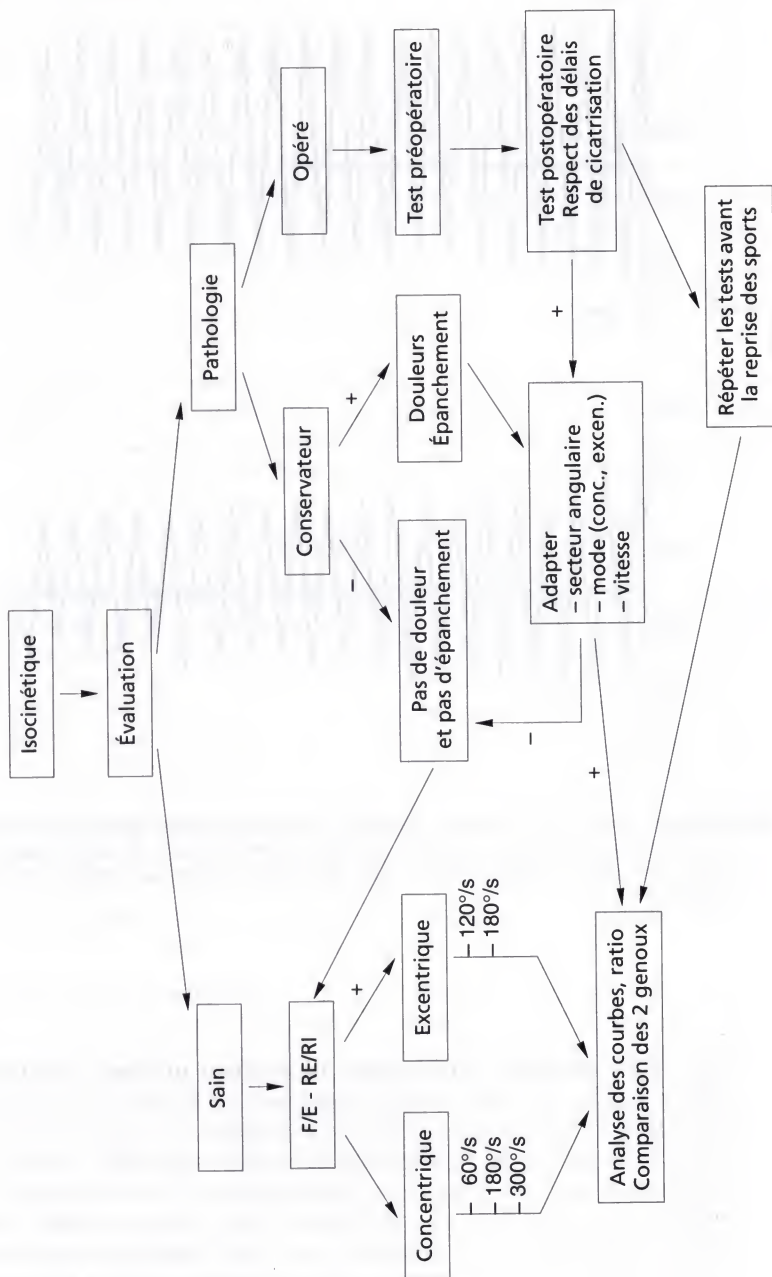 Isocinétique
Évaluation
Sain
Pathologie
F/E - RE/RI
Conservateur
Opéré
–
+
+
Concentrique
Excentrique
Pas de douleur
et pas d'épanchement
Douleurs
Épanchement
Test préopératoire
– 60°/s
– 180°/s
– 300°/s
– 120°/s
– 180°/s
–
Adapter
– secteur angulaire
– mode (conc., excen.)
– vitesse
+
Test postopératoire
Respect des délais
de cicatrisation
+
Analyse des courbes, ratio
Comparaison des 2 genoux
Répéter les tests avant
la reprise des sports